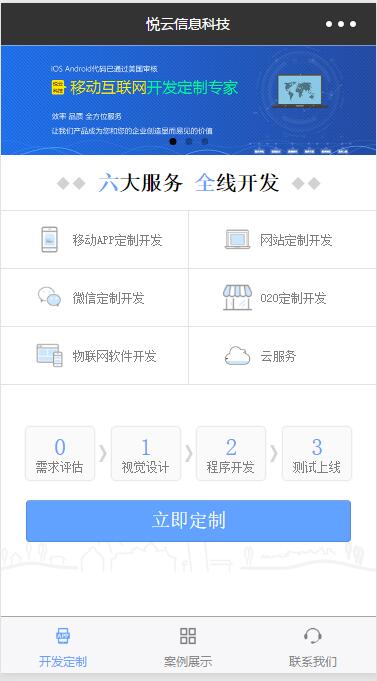 悦云信息科技
IOS Android代码已通过美国审核
移动互联网开发定制专家
效率 品质 全方位服务
让我们产品成为您和您的企业创造显而易见的价值
六大服务 全线开发
移动APP定制开发
网站定制开发
微信定制开发
O2O定制开发
物联网软件开发
云服务
0
需求评估
1
视觉设计
2
程序开发
3
测试上线
立即定制
APP
开发定制
案例展示
联系我们